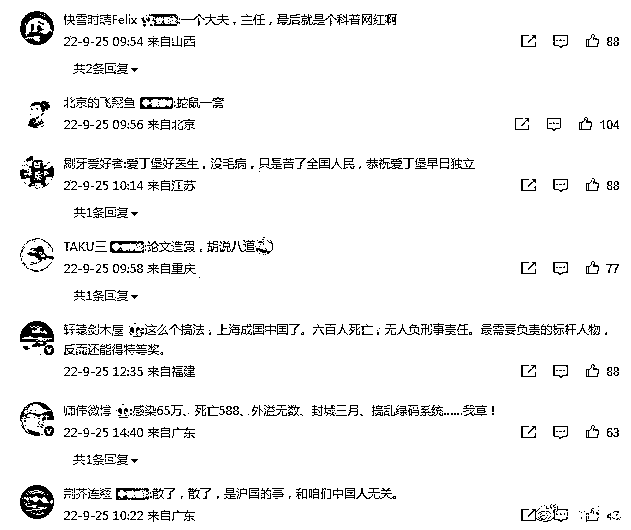 快雪时晴Felix :一个大夫，主任，最后就是个科普网红啊
22-9-25 09:54 来自山西
88
共2条回复
北京的飞冠鱼 :蛇鼠一窝
22-9-25 09:56 来自北京
104
刷牙爱好者:爱丁堡好医生，没毛病，只是苦了全国人民，恭祝爱丁堡早日独立
22-9-25 10:14 来自江苏
88
共1条回复
TAKU三 :论文造假，胡说八道
22-9-25 09:58 来自重庆
77
共1条回复
轩辕剑木屋 :这么个搞法，上海成国中国了。六百人死亡，无人负刑事责任。最需要负责的标杆人物，
反而还能得特等奖。
22-9-25 12:35 来自福建
88
师伟微博 :感染65万、死亡588、外溢无数、封城三月、搞乱绿码系统......我草！
22-9-25 14:40 来自广东
63
共1条回复
荆芥连翘 :散了，散了，是沪国的事，和咱们中国人无关。
22-9-25 10:22 来自广东